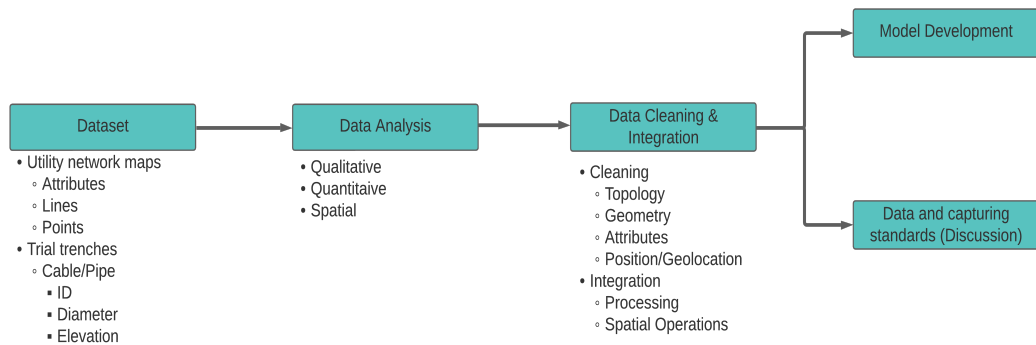 Dataset
• Utility network maps
◦ Attributes
◦ Lines
◦ Points
• Trial trenches
◦ Cable/Pipe
▪ ID
▪ Diameter
▪ Elevation
Data Analysis
• Qualitative
• Quantitaive
• Spatial
Data Cleaning &
Integration
• Cleaning
◦ Topology
◦ Geometry
◦ Attributes
◦ Position/Geolocation
• Integration
◦ Processing
◦ Spatial Operations
Model Development
Data and capturing
standards (Discussion)